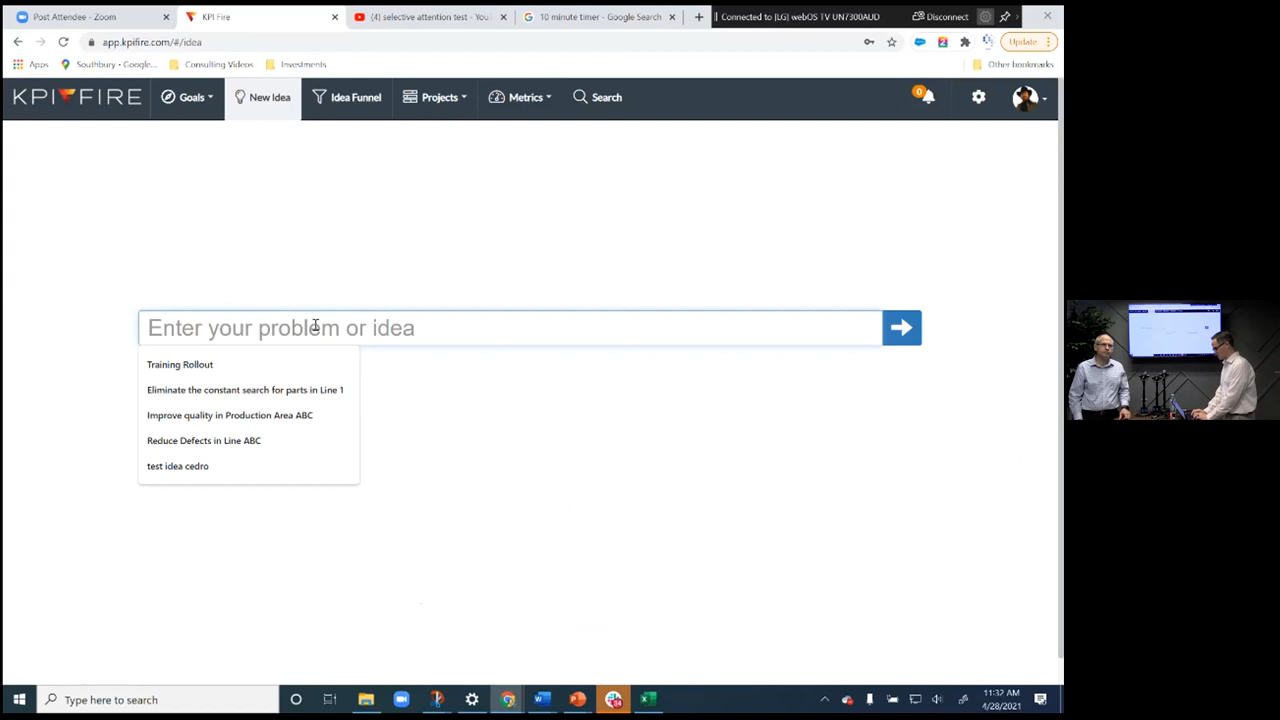 Post Attendee - Zoom
KPI Fire
(4) selective attention test - You
10 minute timer - Google Search
Connected to [LG] webOS TV UN7300AUD
Disconnect
app.kpifire.com/#/idea
Update
Apps
Southbury • Google...
Consulting Videos
Investments
Other bookmarks
KPI FIRE
Goals
New Idea
Idea Funnel
Projects
Metrics
Search
0
Enter your problem or idea
Training Rollout
Eliminate the constant search for parts in Line 1
Improve quality in Production Area ABC
Reduce Defects in Line ABC
test idea cedro
Type here to search
11:32 AM
4/28/2021